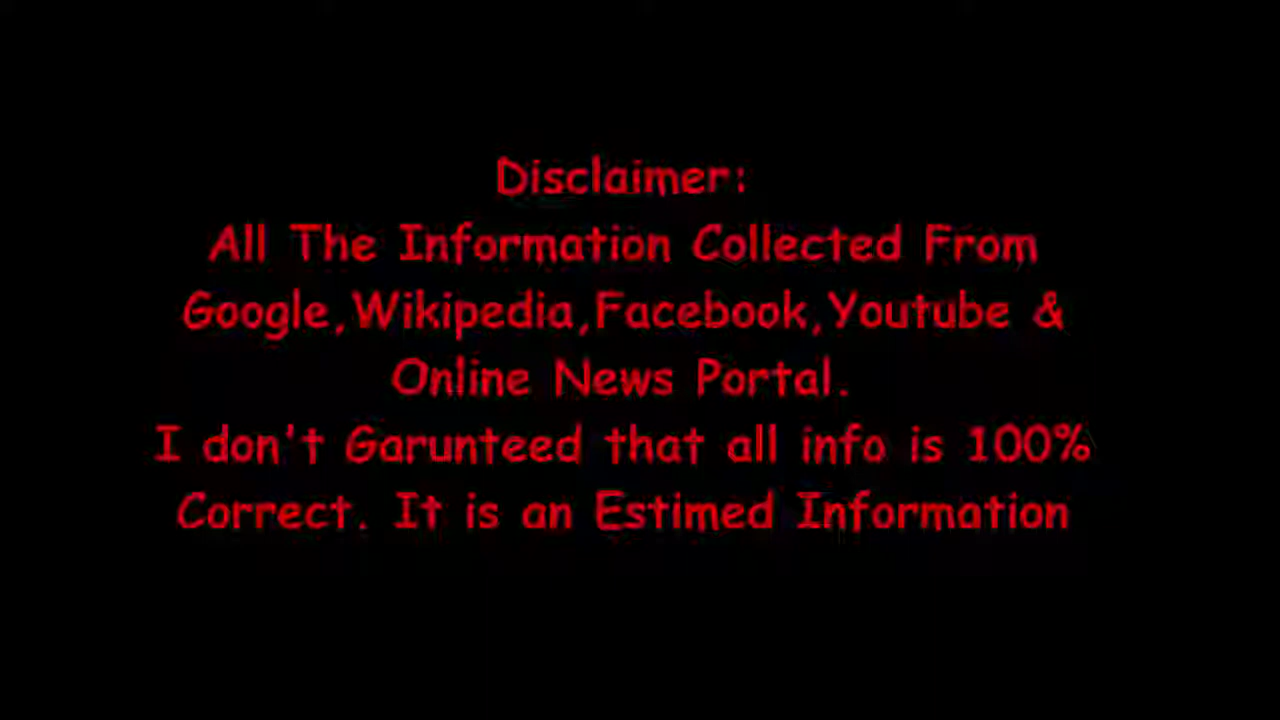 Disclaimer:
All The Information Collected From
Google,Wikipedia,Facebook,Youtube &
Online News Portal.
I don't Garunteed that all info is 100%
Correct. It is an Estimed Information